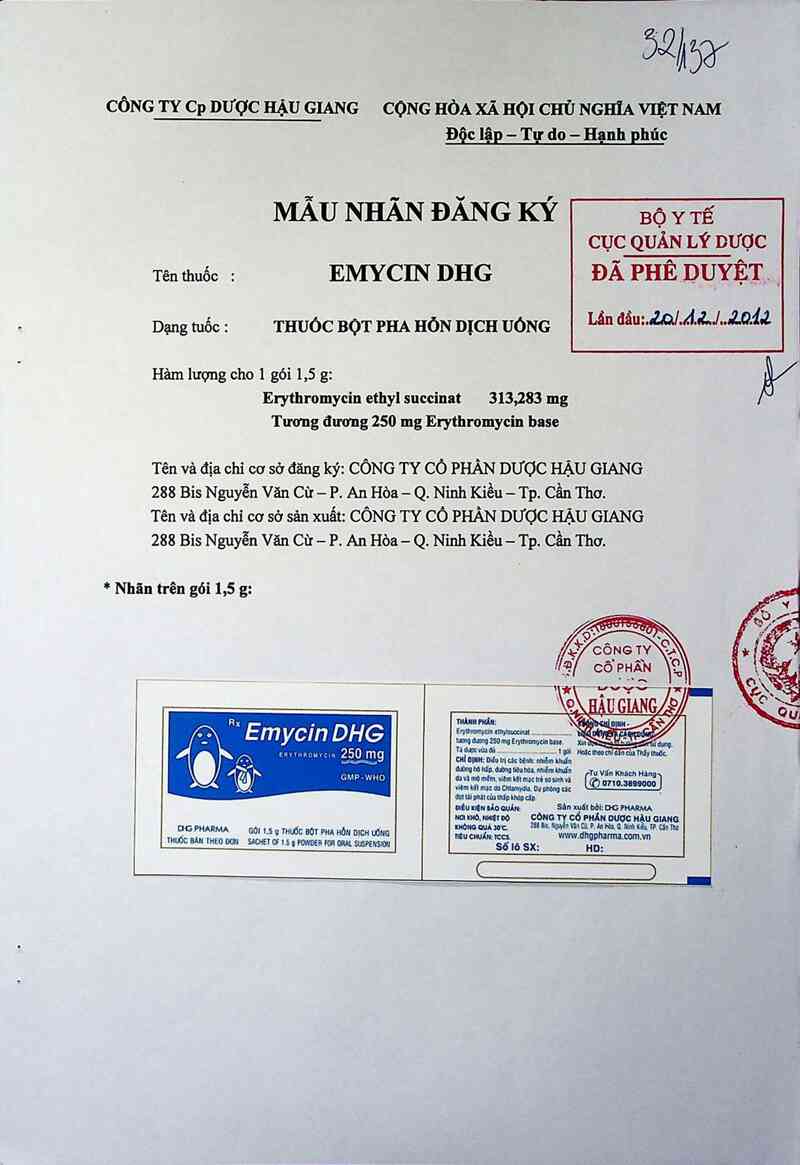 32/137
CÔNG TY Cp DƯỢC HẬU GIANG
CỘNG HÒA XÃ HỘI CHỦ NGHĨA VIỆT NAM
Độc lập – Tự do – Hạnh phúc
MẪU NHÃN ĐĂNG KÝ
BỘ Y TẾ
CỤC QUẢN LÝ DƯỢC
ĐÃ PHÊ DUYỆT
Lần đầu:..20/..12../..2012
Tên thuốc :
EMYCIN DHG
Dạng tuốc :
THUỐC BỘT PHA HỖN DỊCH UỐNG
Hàm lượng cho 1 gói 1,5 g:
Erythromycin ethyl succinat 313,283 mg
Tương đương 250 mg Erythromycin base
Tên và địa chỉ cơ sở đăng ký: CÔNG TY CỔ PHẦN DƯỢC HẬU GIANG
288 Bis Nguyễn Văn Cừ – P. An Hòa – Q. Ninh Kiều – Tp. Cần Thơ.
Tên và địa chỉ cơ sở sản xuất: CÔNG TY CỔ PHẦN DƯỢC HẬU GIANG
288 Bis Nguyễn Văn Cừ – P. An Hòa – Q. Ninh Kiều – Tp. Cần Thơ.
* Nhãn trên gói 1,5 g:
CÔNG TY
CỔ PHẦN
DƯỢC
HẬU GIANG
BỘ Y
CỤC QU
Rx
Emycin DHG
ERYTHROMYCIN 250 mg
GMP - WHO
DHG PHARMA
THUỐC BÁN THEO ĐƠN
GÓI 1,5 g THUỐC BỘT PHA HỖN DỊCH UỐNG
SACHET OF 1.5 g POWDER FOR ORAL SUSPENSION
THÀNH PHẦN:
Erythromycin ethylsuccinat
tương đương 250 mg Erythromycin base.
Tá dược vừa đủ 1 gói
CHỈ ĐỊNH: Điều trị các bệnh: nhiễm khuẩn
đường hô hấp, đường tiêu hóa, nhiễm khuẩn
da và mô mềm, viêm kết mạc trẻ sơ sinh và
viêm kết mạc do Chlamydia. Dự phòng các
đợt tái phát của thấp khớp cấp.
ĐIỀU KIỆN BẢO QUẢN:
NƠI KHÔ, NHIỆT ĐỘ
KHÔNG QUÁ 30°C.
TIÊU CHUẨN: TCCS.
Hoặc theo chỉ dẫn của Thầy thuốc.
Tư Vấn Khách Hàng
0710.3899000
Sản xuất bởi: DHG PHARMA
CÔNG TY CỔ PHẦN DƯỢC HẬU GIANG
288 Bis, Nguyễn Văn Cừ, P. An Hòa, Q. Ninh Kiều, TP. Cần Thơ
www.dhgpharma.com.vn
Số lô SX: HD: